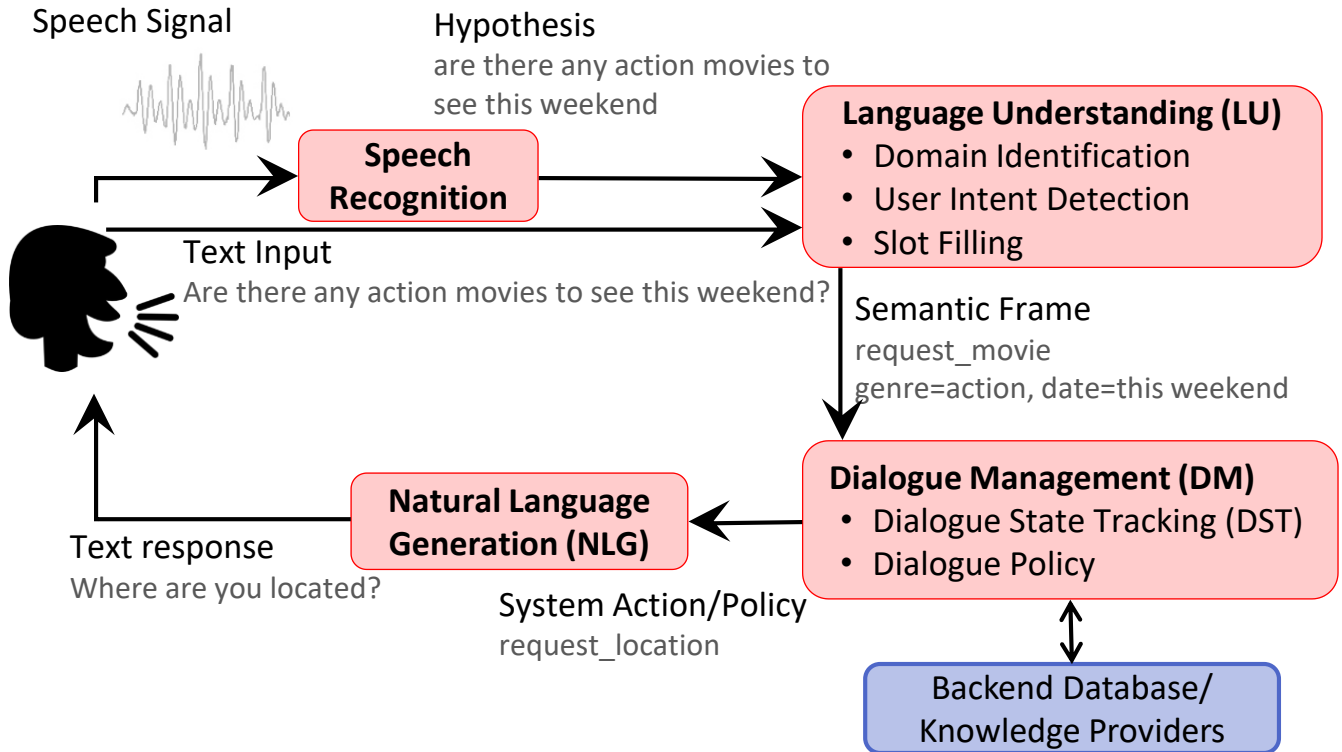 Speech Signal
Hypothesis
are there any action movies to
see this weekend
Speech
Recognition
Language Understanding (LU)
• Domain Identification
• User Intent Detection
• Slot Filling
Text Input
Are there any action movies to see this weekend?
Semantic Frame
request_movie
genre=action, date=this weekend
Dialogue Management (DM)
• Dialogue State Tracking (DST)
• Dialogue Policy
Natural Language
Generation (NLG)
Text response
Where are you located?
System Action/Policy
request_location
Backend Database/
Knowledge Providers